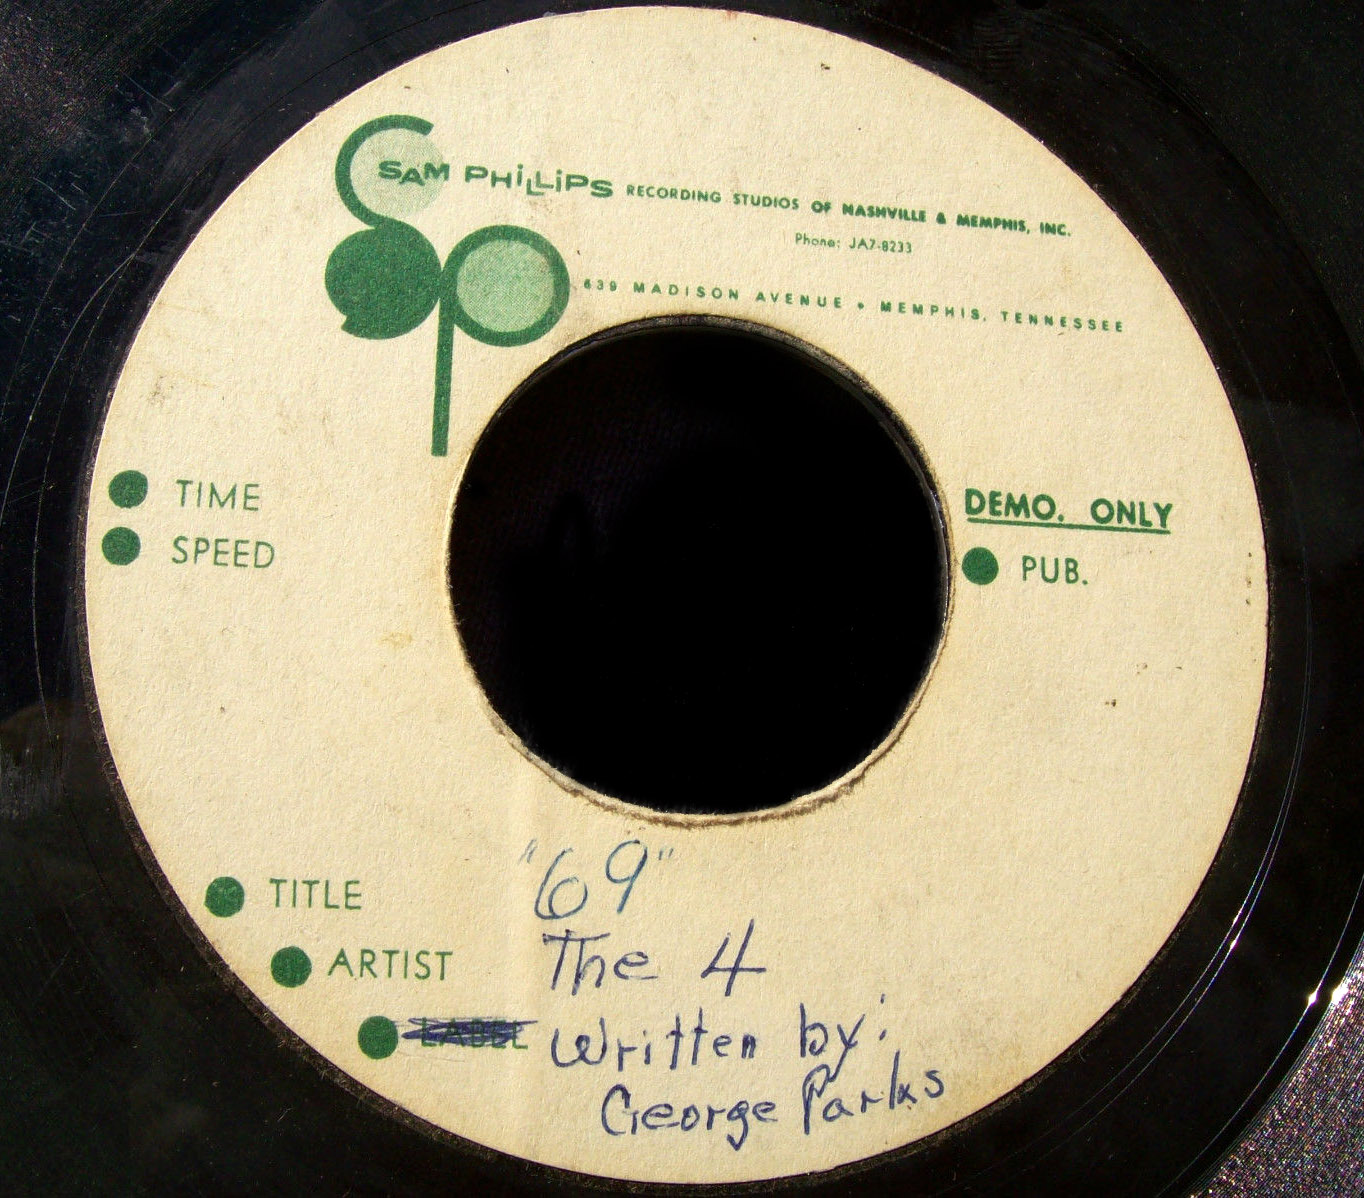 SAM PHILLIPS RECORDING STUDIOS OF NASHVILLE & MEMPHIS, INC.
Phone: JA7-8233
639 MADISON AVENUE • MEMPHIS, TENNESSEE
SP
TIME
SPEED
DEMO. ONLY
PUB.
TITLE "69"
ARTIST The 4
LABEL Written by:
George Parks